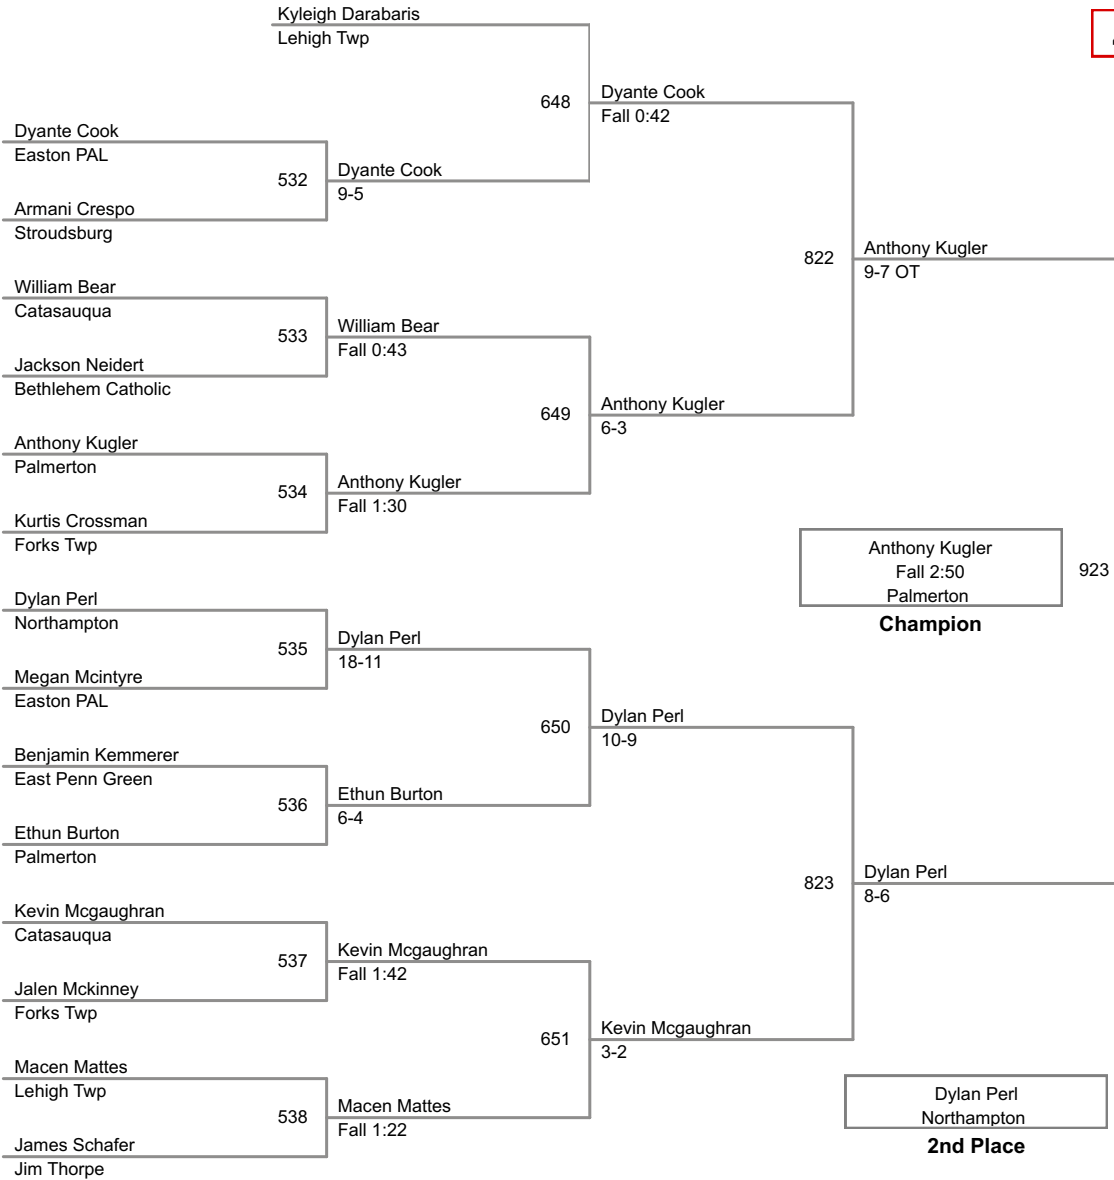 Kyleigh Darabaris
Lehigh Twp
648
Dyante Cook
Fall 0:42
Dyante Cook
Easton PAL
532
Dyante Cook
9-5
Armani Crespo
Stroudsburg
822
Anthony Kugler
9-7 OT
William Bear
Catasauqua
533
William Bear
Fall 0:43
Jackson Neidert
Bethlehem Catholic
649
Anthony Kugler
6-3
Anthony Kugler
Palmerton
534
Anthony Kugler
Fall 1:30
Kurtis Crossman
Forks Twp
Anthony Kugler
Fall 2:50
Palmerton
923
Champion
Dylan Perl
Northampton
535
Dylan Perl
18-11
Megan Mcintyre
Easton PAL
650
Dylan Perl
10-9
Benjamin Kemmerer
East Penn Green
536
Ethun Burton
6-4
Ethun Burton
Palmerton
823
Dylan Perl
8-6
Kevin Mcgaughran
Catasauqua
537
Kevin Mcgaughran
Fall 1:42
Jalen Mckinney
Forks Twp
651
Kevin Mcgaughran
3-2
Macen Mattes
Lehigh Twp
538
Macen Mattes
Fall 1:22
James Schafer
Jim Thorpe
Dylan Perl
Northampton
2nd Place